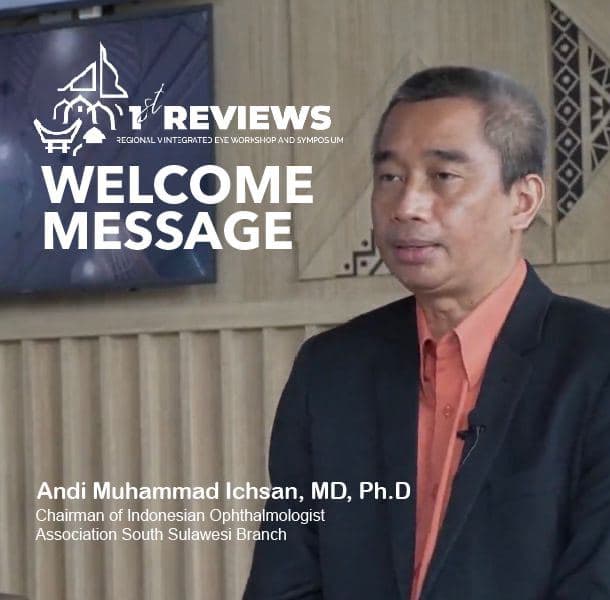 1st REVIEWS
REGIONAL V INTEGRATED EYE WORKSHOP AND SYMPOSIUM
WELCOME
MESSAGE
Andi Muhammad Ichsan, MD, Ph.D
Chairman of Indonesian Ophthalmologist
Association South Sulawesi Branch